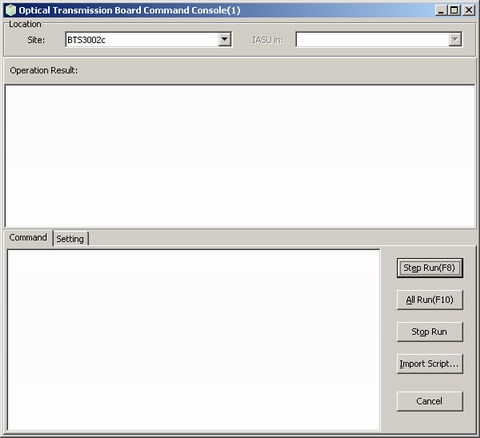 Optical Transmission Board Command Console(1)
Location
Site: BTS3002c IASU in:
Operation Result:
Command Setting
Step Run(F8)
All Run(F10)
Stop Run
Import Script...
Cancel